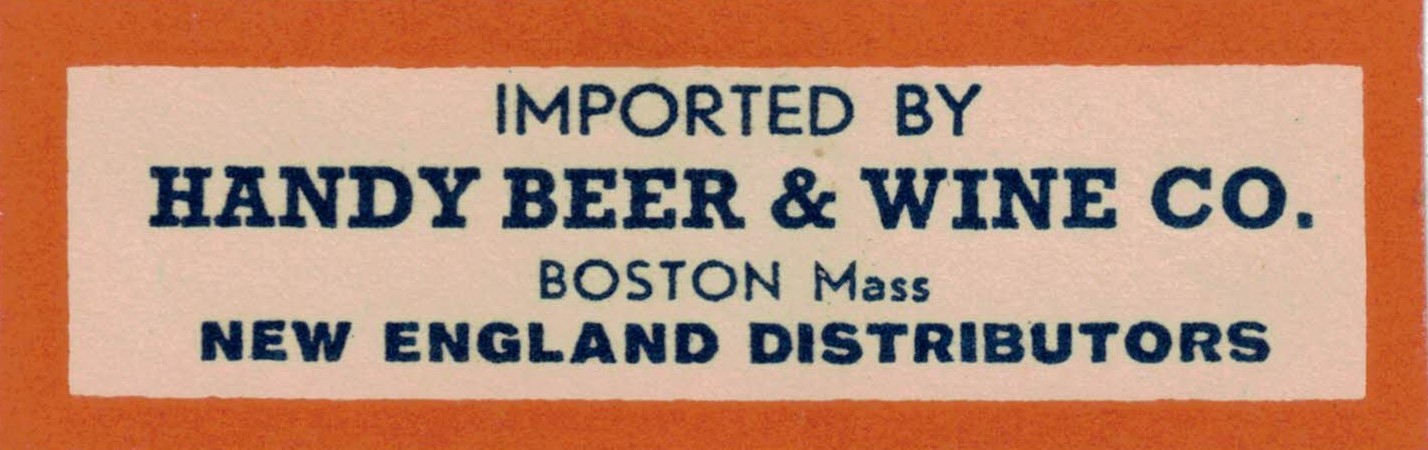 IMPORTED BY
HANDY BEER & WINE CO.
BOSTON Mass
NEW ENGLAND DISTRIBUTORS